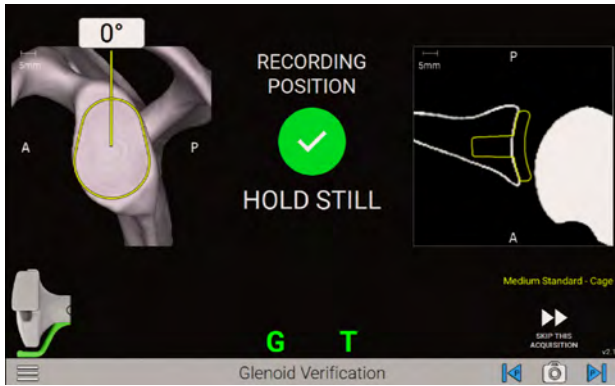 0°
5mm
A
P
RECORDING
POSITION
HOLD STILL
5mm
P
A
Medium Standard - Cage
SKIP THIS
ACQUISITION
G T
Glenoid Verification
P
P